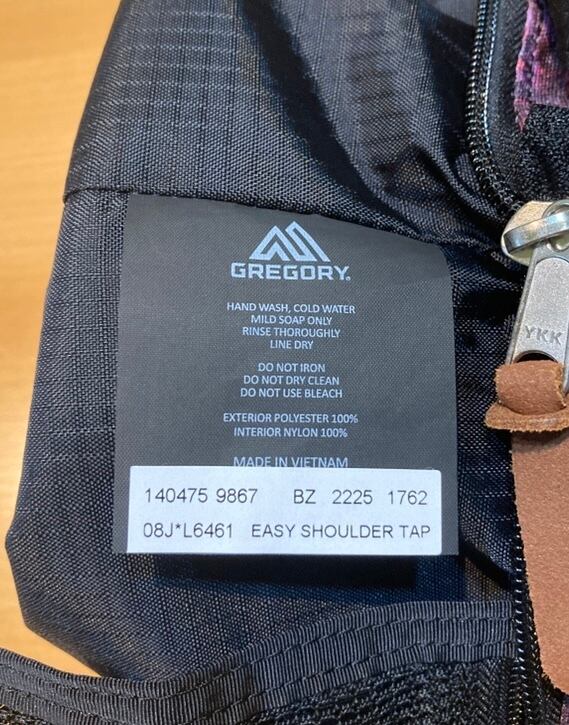 GREGORY.
HAND WASH, COLD WATER
MILD SOAP ONLY
RINSE THOROUGHLY
LINE DRY
DO NOT IRON
DO NOT DRY CLEAN
DO NOT USE BLEACH
EXTERIOR POLYESTER 100%
INTERIOR NYLON 100%
MADE IN VIETNAM
140475 9867 BZ 2225 1762
08J*L6461 EASY SHOULDER TAP
YKK